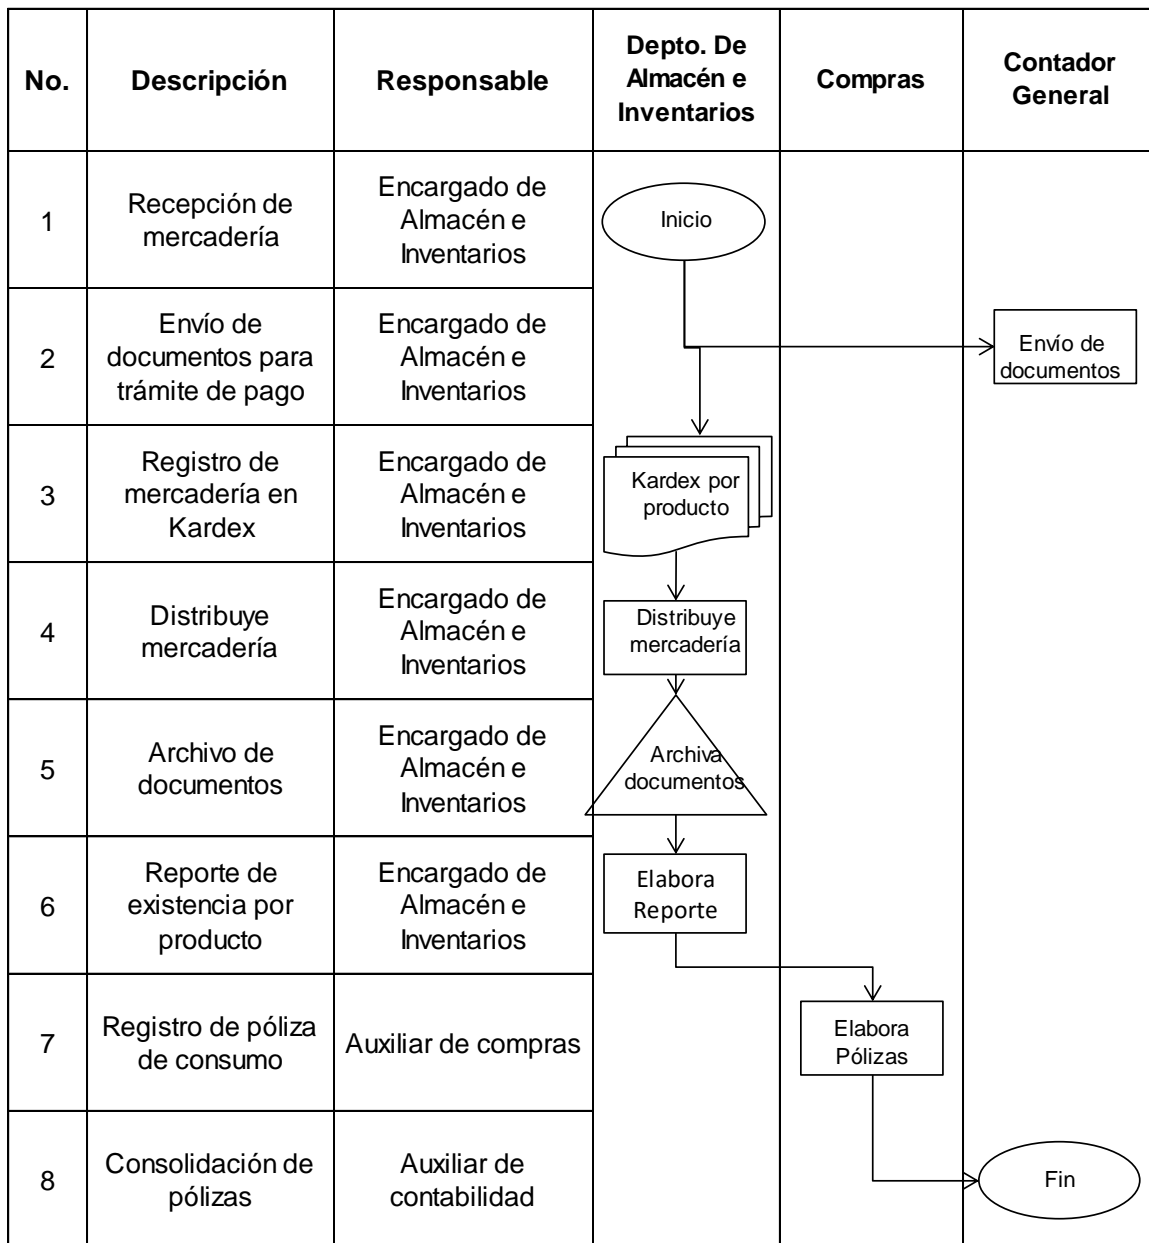 No.
Descripción
Responsable
Depto. De
Almacén e
Inventarios
Compras
Contador
General
1
Recepción de
mercadería
Encargado de
Almacén e
Inventarios
Inicio
2
Envío de
documentos para
trámite de pago
Encargado de
Almacén e
Inventarios
Envío de
documentos
3
Registro de
mercadería en
Kardex
Encargado de
Almacén e
Inventarios
Kardex por
producto
4
Distribuye
mercadería
Encargado de
Almacén e
Inventarios
Distribuye
mercadería
5
Archivo de
documentos
Encargado de
Almacén e
Inventarios
Archiva
documentos
6
Reporte de
existencia por
producto
Encargado de
Almacén e
Inventarios
Elabora
Reporte
7
Registro de póliza
de consumo
Auxiliar de compras
Elabora
Pólizas
8
Consolidación de
pólizas
Auxiliar de
contabilidad
Fin